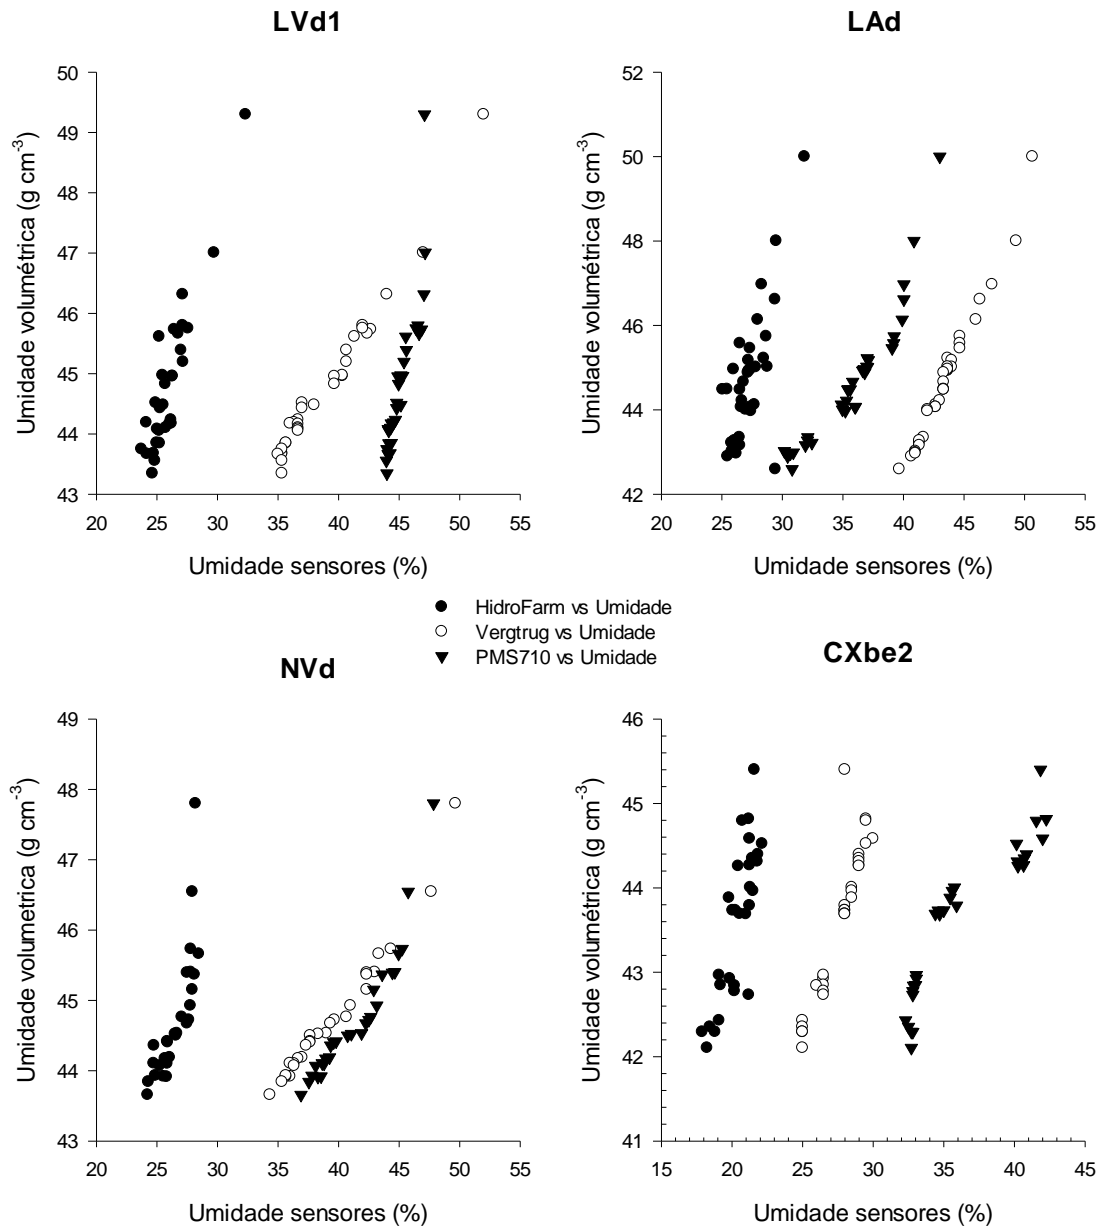 LVd1
50
49
48
47
46
45
44
43
Umidade volumétrica (g cm-3)
20 25 30 35 40 45 50 55
Umidade sensores (%)
LAd
52
50
48
46
44
42
Umidade volumétrica (g cm-3)
20 25 30 35 40 45 50 55
Umidade sensores (%)
HidroFarm vs Umidade
Vergtrug vs Umidade
PMS710 vs Umidade
NVd
49
48
47
46
45
44
43
Umidade volumetrica (g cm-3)
20 25 30 35 40 45 50 55
Umidade sensores (%)
CXbe2
46
45
44
43
42
41
Umidade volumétrica (g cm-3)
15 20 25 30 35 40 45
Umidade sensores (%)